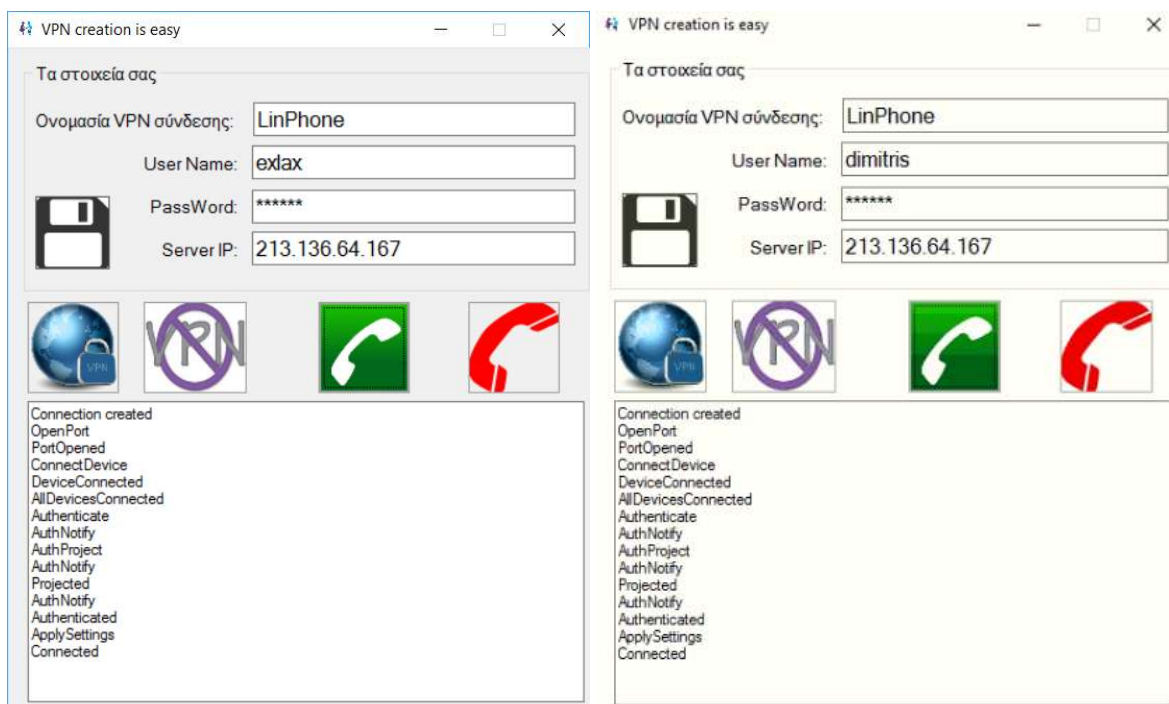 VPN creation is easy
Τα στοιχεία σας
Ονομασία VPN σύνδεσης: LinPhone
User Name: exlax
PassWord: ******
Server IP: 213.136.64.167
VPN
VPN
Connection created
OpenPort
PortOpened
ConnectDevice
DeviceConnected
AllDevicesConnected
Authenticate
AuthNotify
AuthProject
AuthNotify
Projected
AuthNotify
Authenticated
ApplySettings
Connected
VPN creation is easy
Τα στοιχεία σας
Ονομασία VPN σύνδεσης: LinPhone
User Name: dimitris
PassWord: ******
Server IP: 213.136.64.167
VPN
VPN
Connection created
OpenPort
PortOpened
ConnectDevice
DeviceConnected
AllDevicesConnected
Authenticate
AuthNotify
AuthProject
AuthNotify
Projected
AuthNotify
Authenticated
ApplySettings
Connected